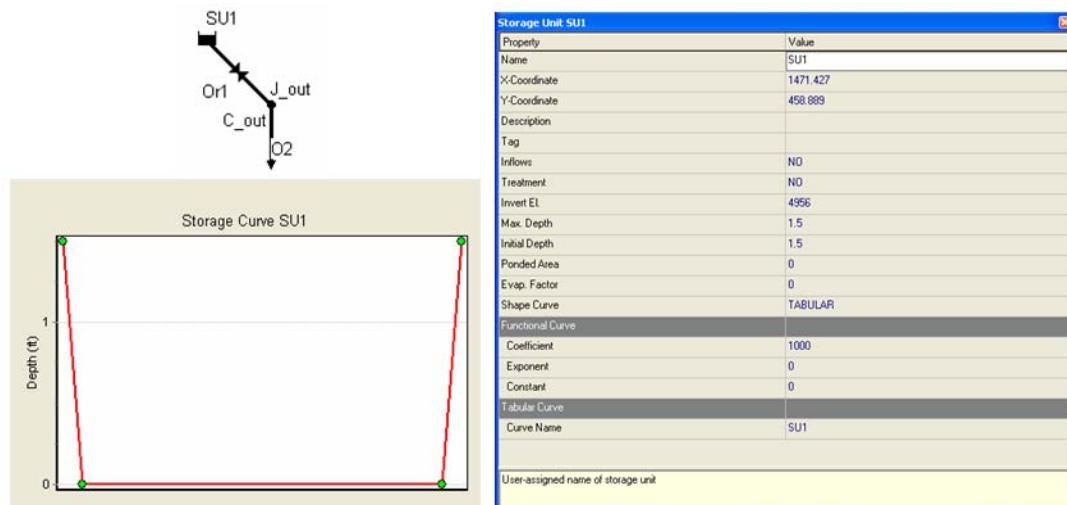 SU1
Or1
J_out
C_out
O2
Storage Curve SU1
Depth (ft)
1
0
Storage Unit SU1
Property Value
Name SU1
X-Coordinate 1471.427
Y-Coordinate 458.889
Description
Tag
Inflows NO
Treatment NO
Invert El. 4956
Max. Depth 1.5
Initial Depth 1.5
Ponded Area 0
Evap. Factor 0
Shape Curve TABULAR
Functional Curve
Coefficient 1000
Exponent 0
Constant 0
Tabular Curve
Curve Name SU1
User-assigned name of storage unit